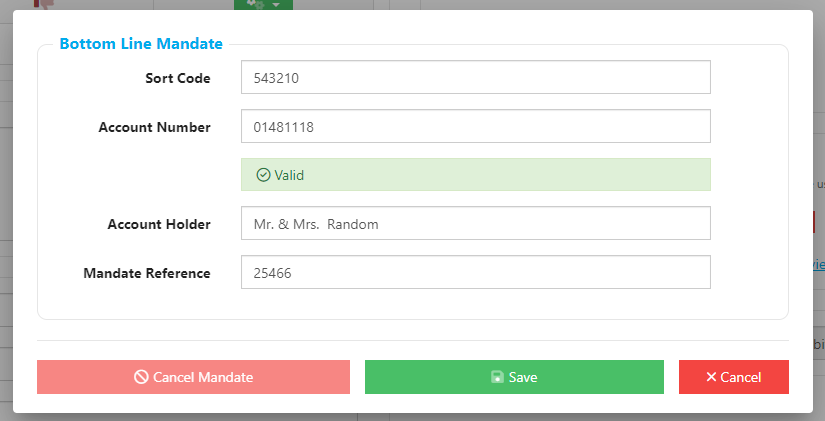 Bottom Line Mandate
Sort Code 543210
Account Number 01481118
Valid
Account Holder Mr. & Mrs.  Random
Mandate Reference 25466
Cancel Mandate Save Cancel